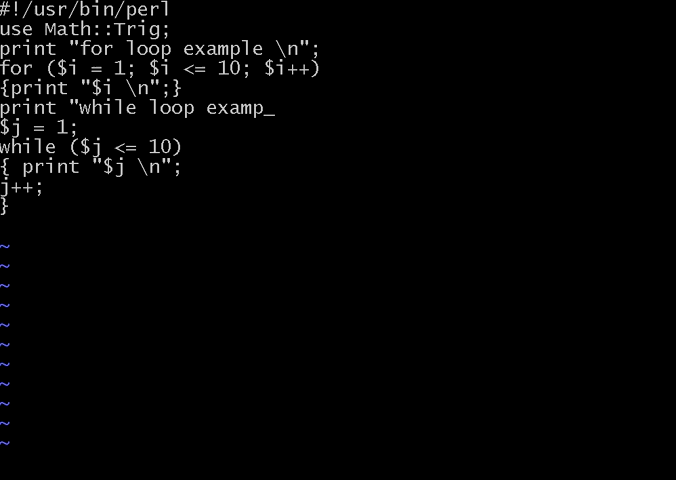 #!/usr/bin/perl
use Math::Trig;
print "for loop example \n";
for ($i = 1; $i <= 10; $i++)
{print "$i \n";}
print "while loop examp_
$j = 1;
while ($j <= 10)
{ print "$j \n";
j++;
}
~
~
~
~
~
~
~
~
~
~
~